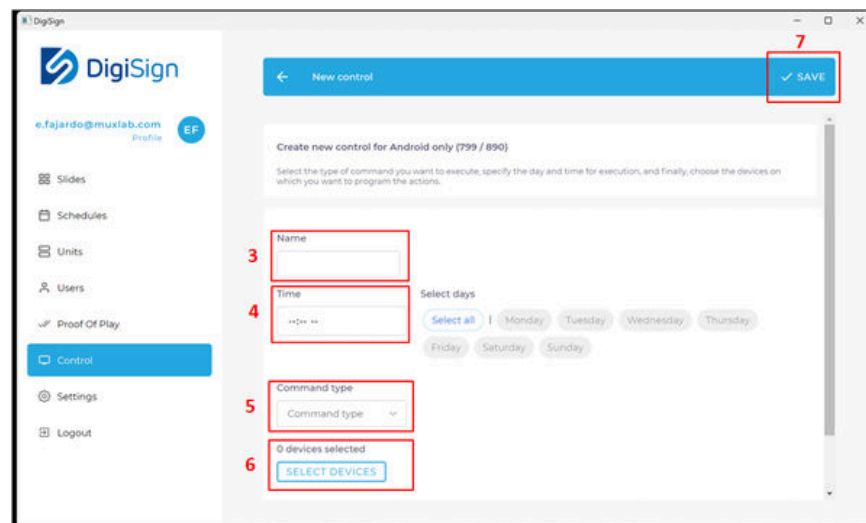 DigiSign
7
DigiSign
New control
SAVE
e.fajardo@muxlab.com
Profile
EF
Create new control for Android only (799 / 890)
Select the type of command you want to execute, specify the day and time for execution, and finally, choose the devices on
which you want to program the actions.
Slides
Schedules
Units
Users
Proof Of Play
Control
Settings
Logout
3
Name
4
Time
--:-- --
Select days
Select all | Monday Tuesday Wednesday Thursday
Friday Saturday Sunday
5
Command type
Command type
6
0 devices selected
SELECT DEVICES